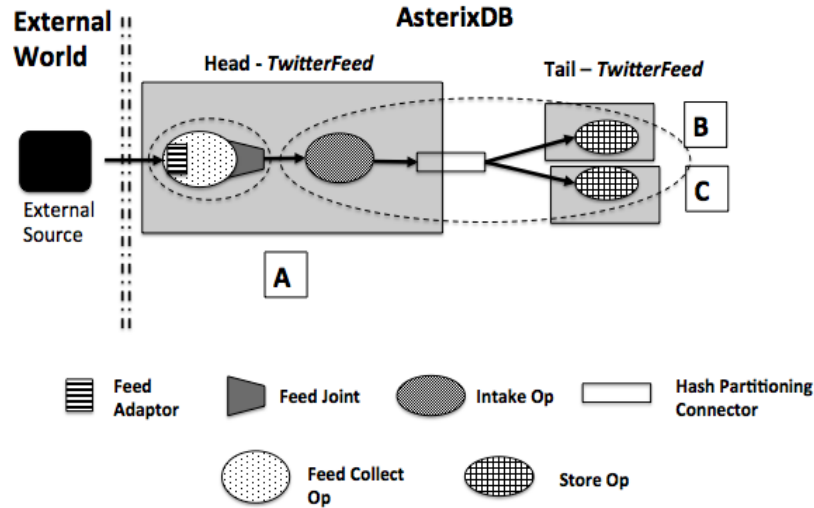 External
World
AsterixDB
Head - TwitterFeed
Tail – TwitterFeed
B
C
External
Source
A
Feed
Adaptor
Feed Joint
Intake Op
Hash Partitioning
Connector
Feed Collect
Op
Store Op